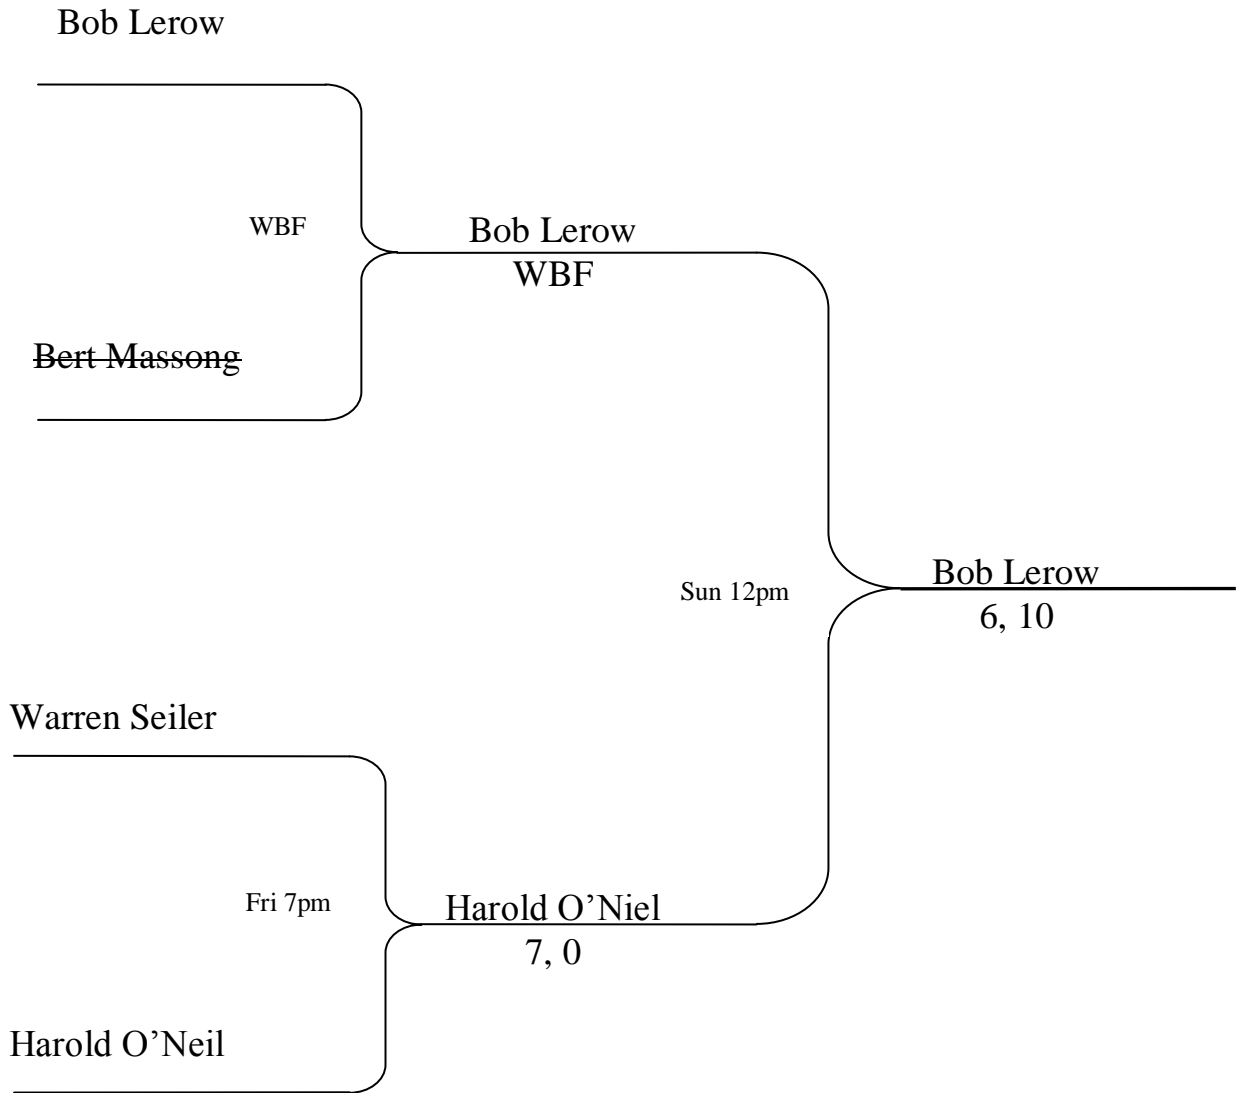 Bob Lerow
WBF
Bob Lerow
WBF
Bert Massong
Sun 12pm
Bob Lerow
6, 10
Warren Seiler
Fri 7pm
Harold O’Niel
7, 0
Harold O’Neil